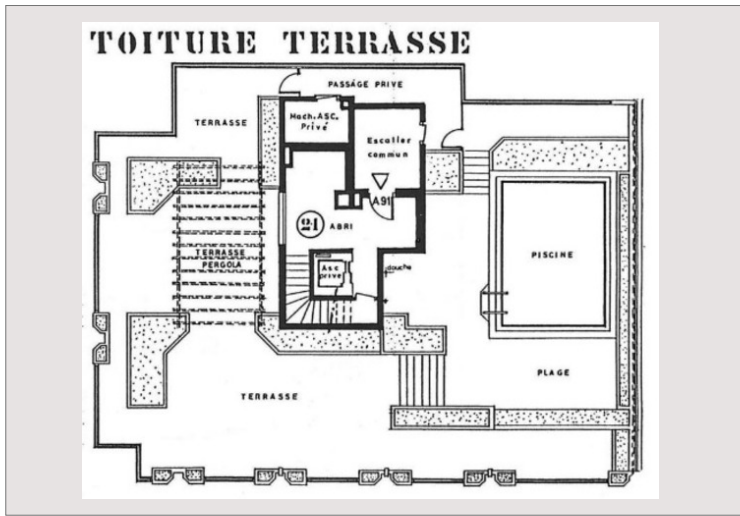 TOITURE TERRASSE
PASSAGE PRIVE
TERRASSE
Mach.ASC.
Privé
Escalier
commun
A91
21
ABRI
TERRASSE
PERGOLA
Asc
privé
douche
PISCINE
PLAGE
TERRASSE